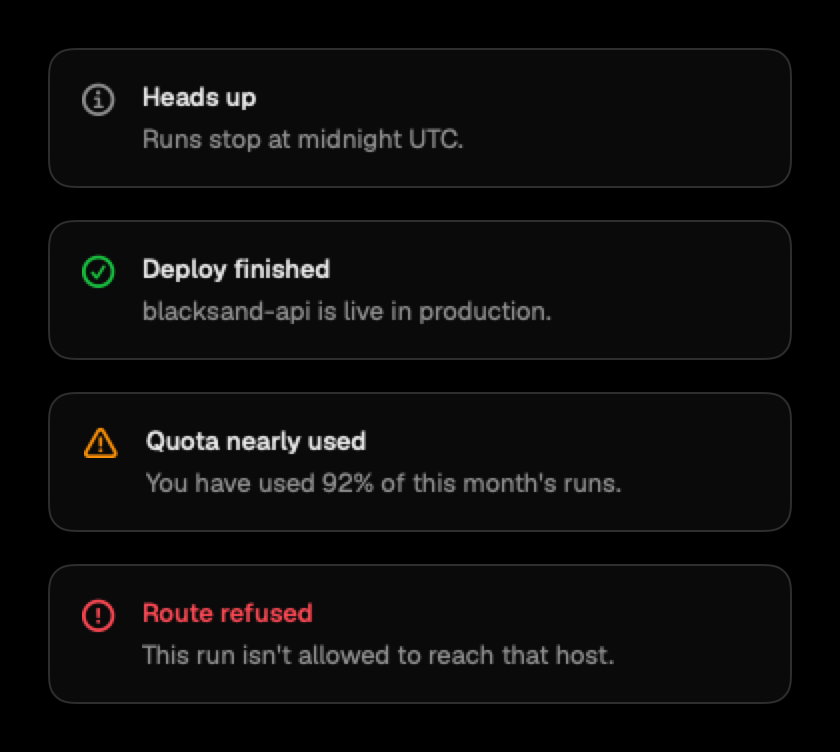 Heads up
Runs stop at midnight UTC.
Deploy finished
blacksand-api is live in production.
Quota nearly used
You have used 92% of this month's runs.
Route refused
This run isn't allowed to reach that host.